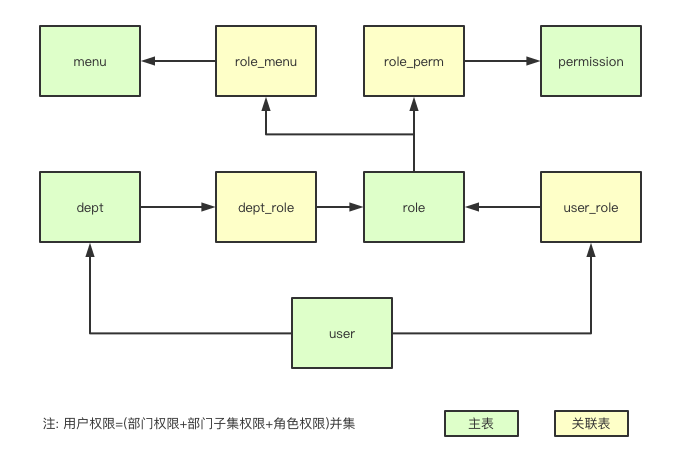 menu
role_menu
role_perm
permission
dept
dept_role
role
user_role
user
注: 用户权限=(部门权限+部门子集权限+角色权限)并集
主表
关联表